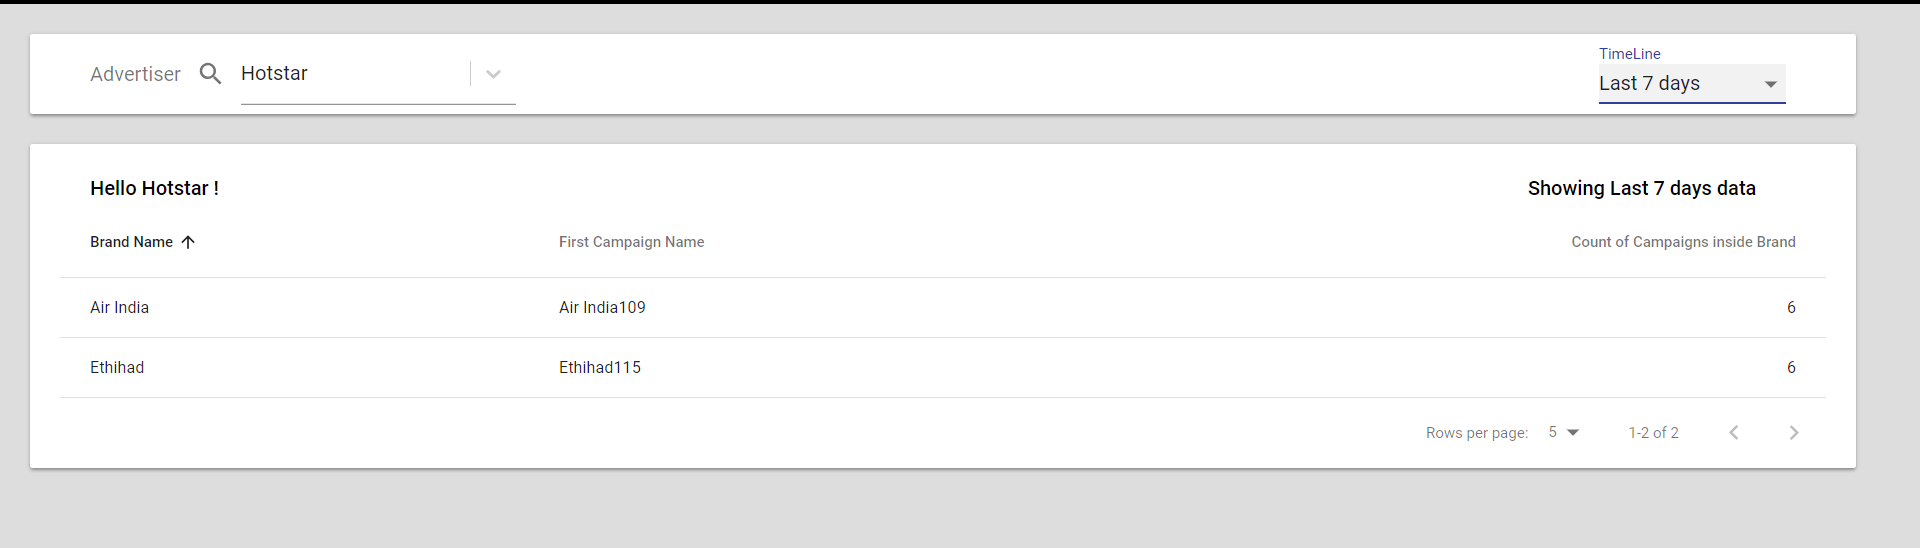 TimeLine
Advertiser Hotstar Last 7 days
Hello Hotstar ! Showing Last 7 days data
Brand Name First Campaign Name Count of Campaigns inside Brand
Air India Air India109 6
Ethihad Ethihad115 6
Rows per page: 5 1-2 of 2